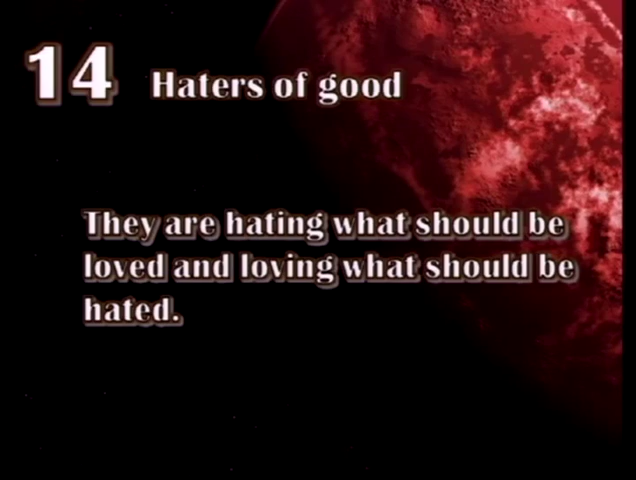 14 Haters of good
They are hating what should be
loved and loving what should be
hated.